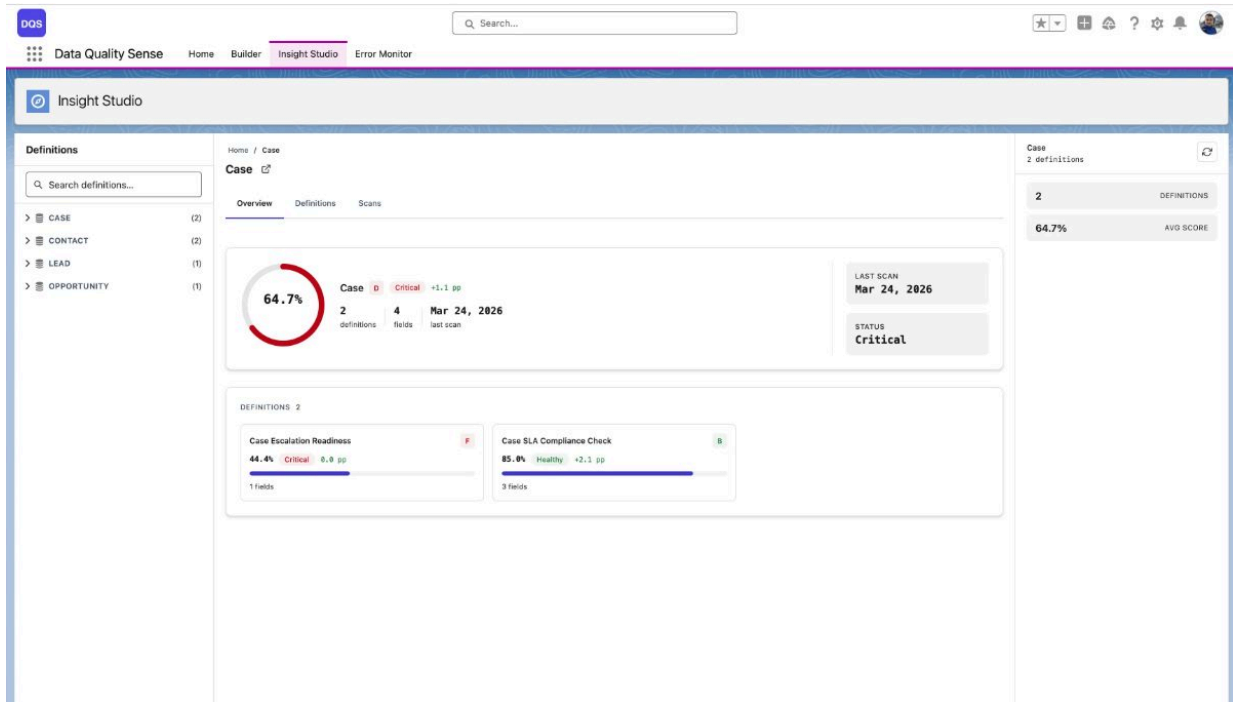 DQS
Search...
Data Quality Sense Home Builder Insight Studio Error Monitor
Insight Studio
Definitions
Search definitions...
CASE (2)
CONTACT (2)
LEAD (1)
OPPORTUNITY (1)
Home / Case
Case
Overview Definitions Scans
64.7%
Case D Critical +1.1 pp
2 4 Mar 24, 2026
definitions fields last scan
LAST SCAN
Mar 24, 2026
STATUS
Critical
DEFINITIONS 2
Case Escalation Readiness F
44.4% Critical 0.0 pp
1 fields
Case SLA Compliance Check B
85.0% Healthy +2.1 pp
3 fields
Case
2 definitions
2 DEFINITIONS
64.7% AVG SCORE